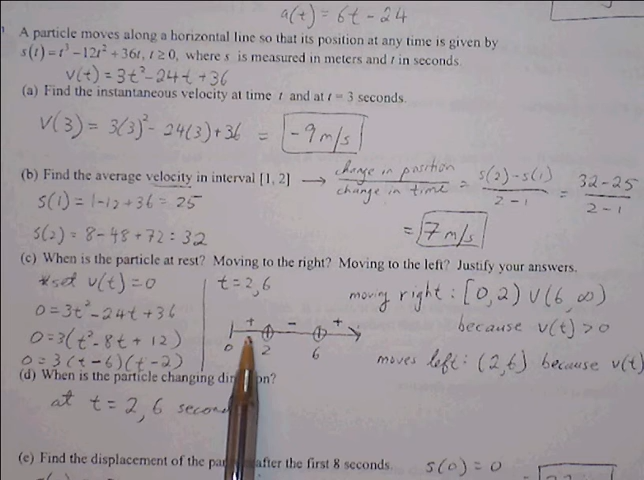 a(t) = 6t - 24
A particle moves along a horizontal line so that its position at any time is given by
s(t) = t³ - 12t² + 36t, t ≥ 0, where s is measured in meters and t in seconds.
v(t) = 3t² - 24t + 36
(a) Find the instantaneous velocity at time t and at t = 3 seconds.
v(3) = 3(3)² - 24(3) + 36 = -9 m/s
(b) Find the average velocity in interval [1, 2] → change in position / change in time = s(2) - s(1) / 2 - 1 = 32 - 25 / 2 - 1
s(1) = 1 - 12 + 36 = 25
= 7 m/s
s(2) = 8 - 48 + 72 = 32
(c) When is the particle at rest? Moving to the right? Moving to the left? Justify your answers.
*set v(t) = 0
t = 2, 6
moving right: [0, 2) ∪ (6, ∞)
0 = 3t² - 24t + 36
because v(t) > 0
0 = 3(t² - 8t + 12)
+ - +
0 2 6
0 = 3(t - 6)(t - 2)
moves left: (2, 6) because v(t)
(d) When is the particle changing
at t = 2, 6
(e) Find the displacement of the after the first 8 seconds.
s(0) = 0